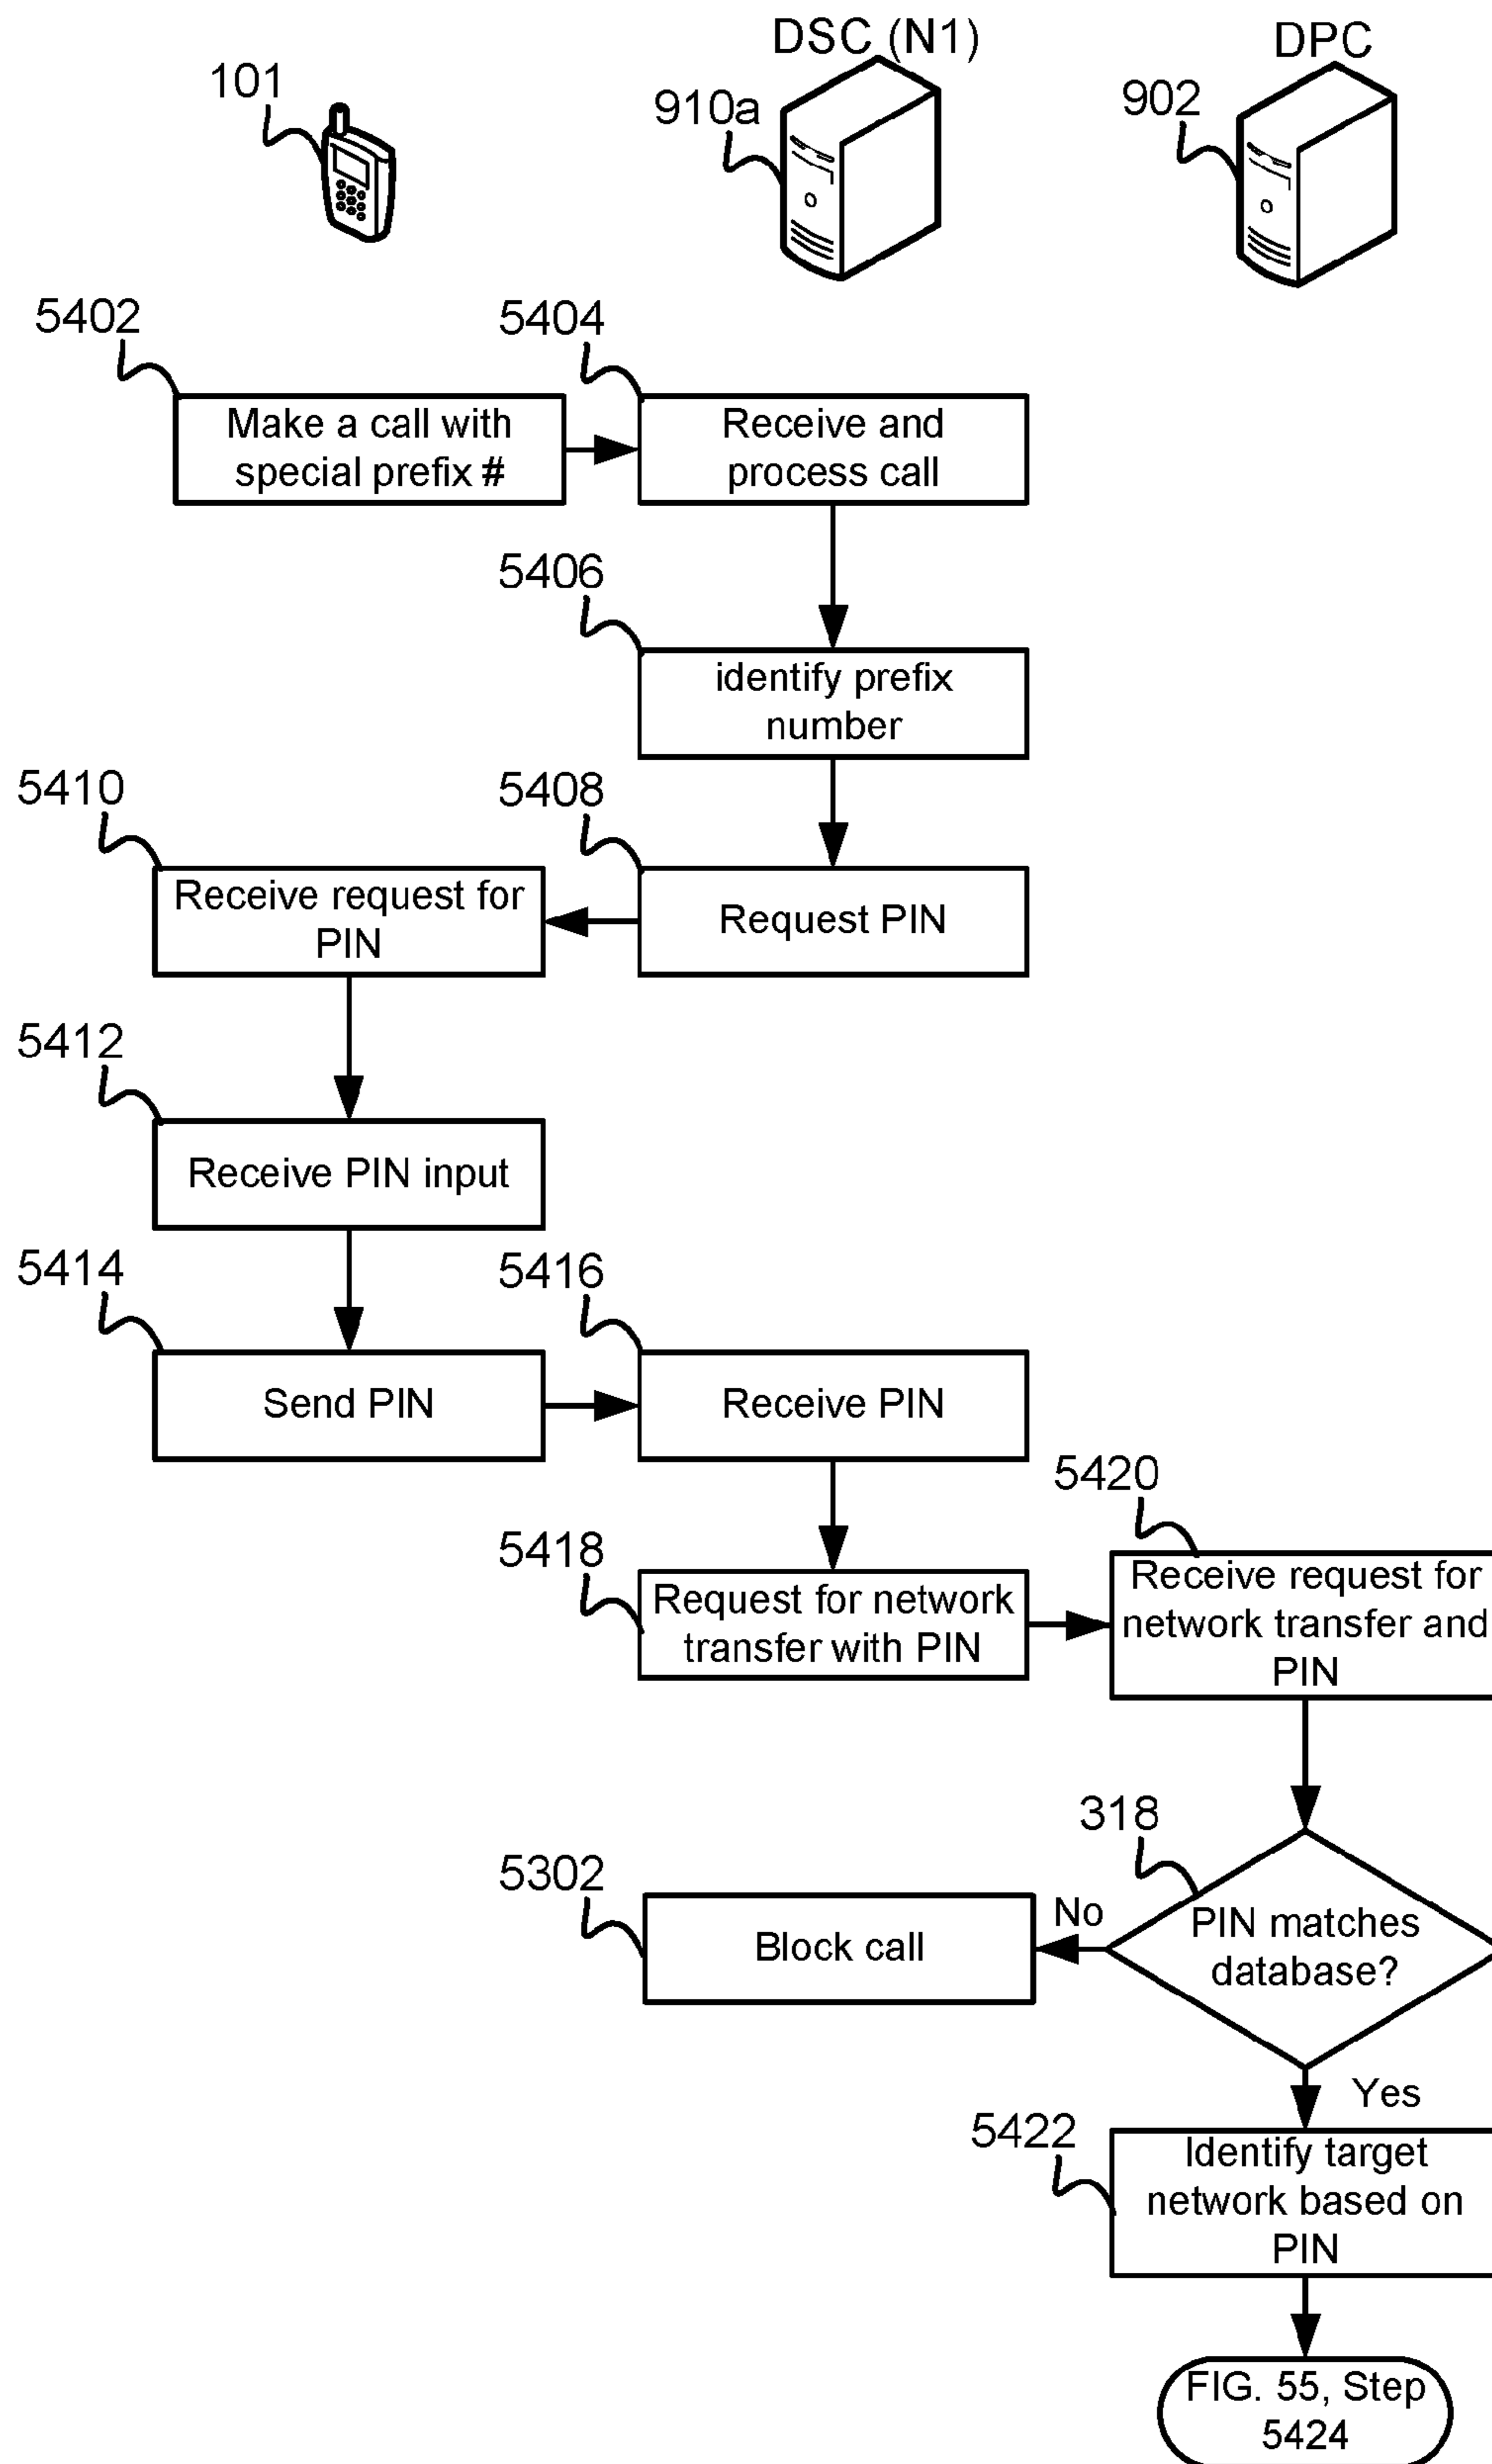 DSC (N1)
DPC
101
910a
902
5402
5404
Make a call with
special prefix #
Receive and
process call
5406
identify prefix
number
5410
5408
Receive request for
PIN
Request PIN
5412
Receive PIN input
5414
5416
Send PIN
Receive PIN
5420
5418
Request for network
transfer with PIN
Receive request for
network transfer and
PIN
318
5302
Block call
No
PIN matches
database?
Yes
5422
Identify target
network based on
PIN
FIG. 55, Step
5424